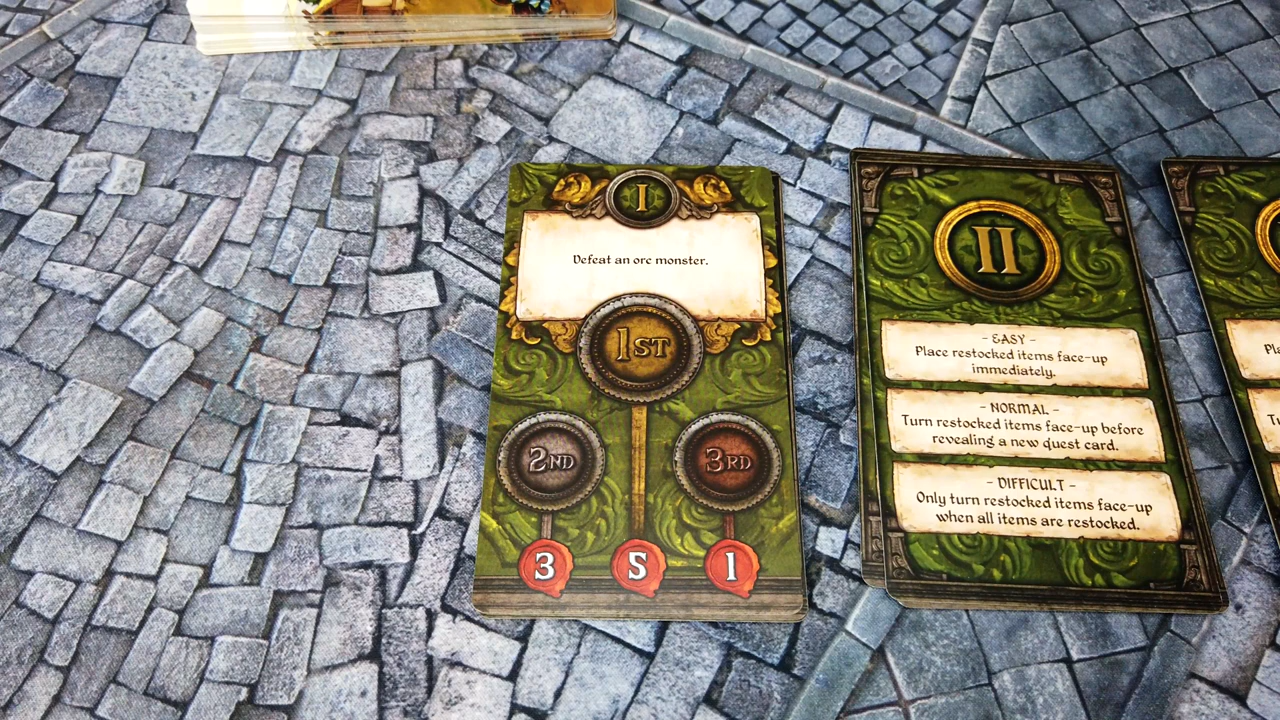 I
Defeat an orc monster.
1ST
2ND
3RD
3 5 1
II
- EASY -
Place restocked items face-up
immediately.
- NORMAL -
Turn restocked items face-up before
revealing a new quest card.
- DIFFICULT -
Only turn restocked items face-up
when all items are restocked.